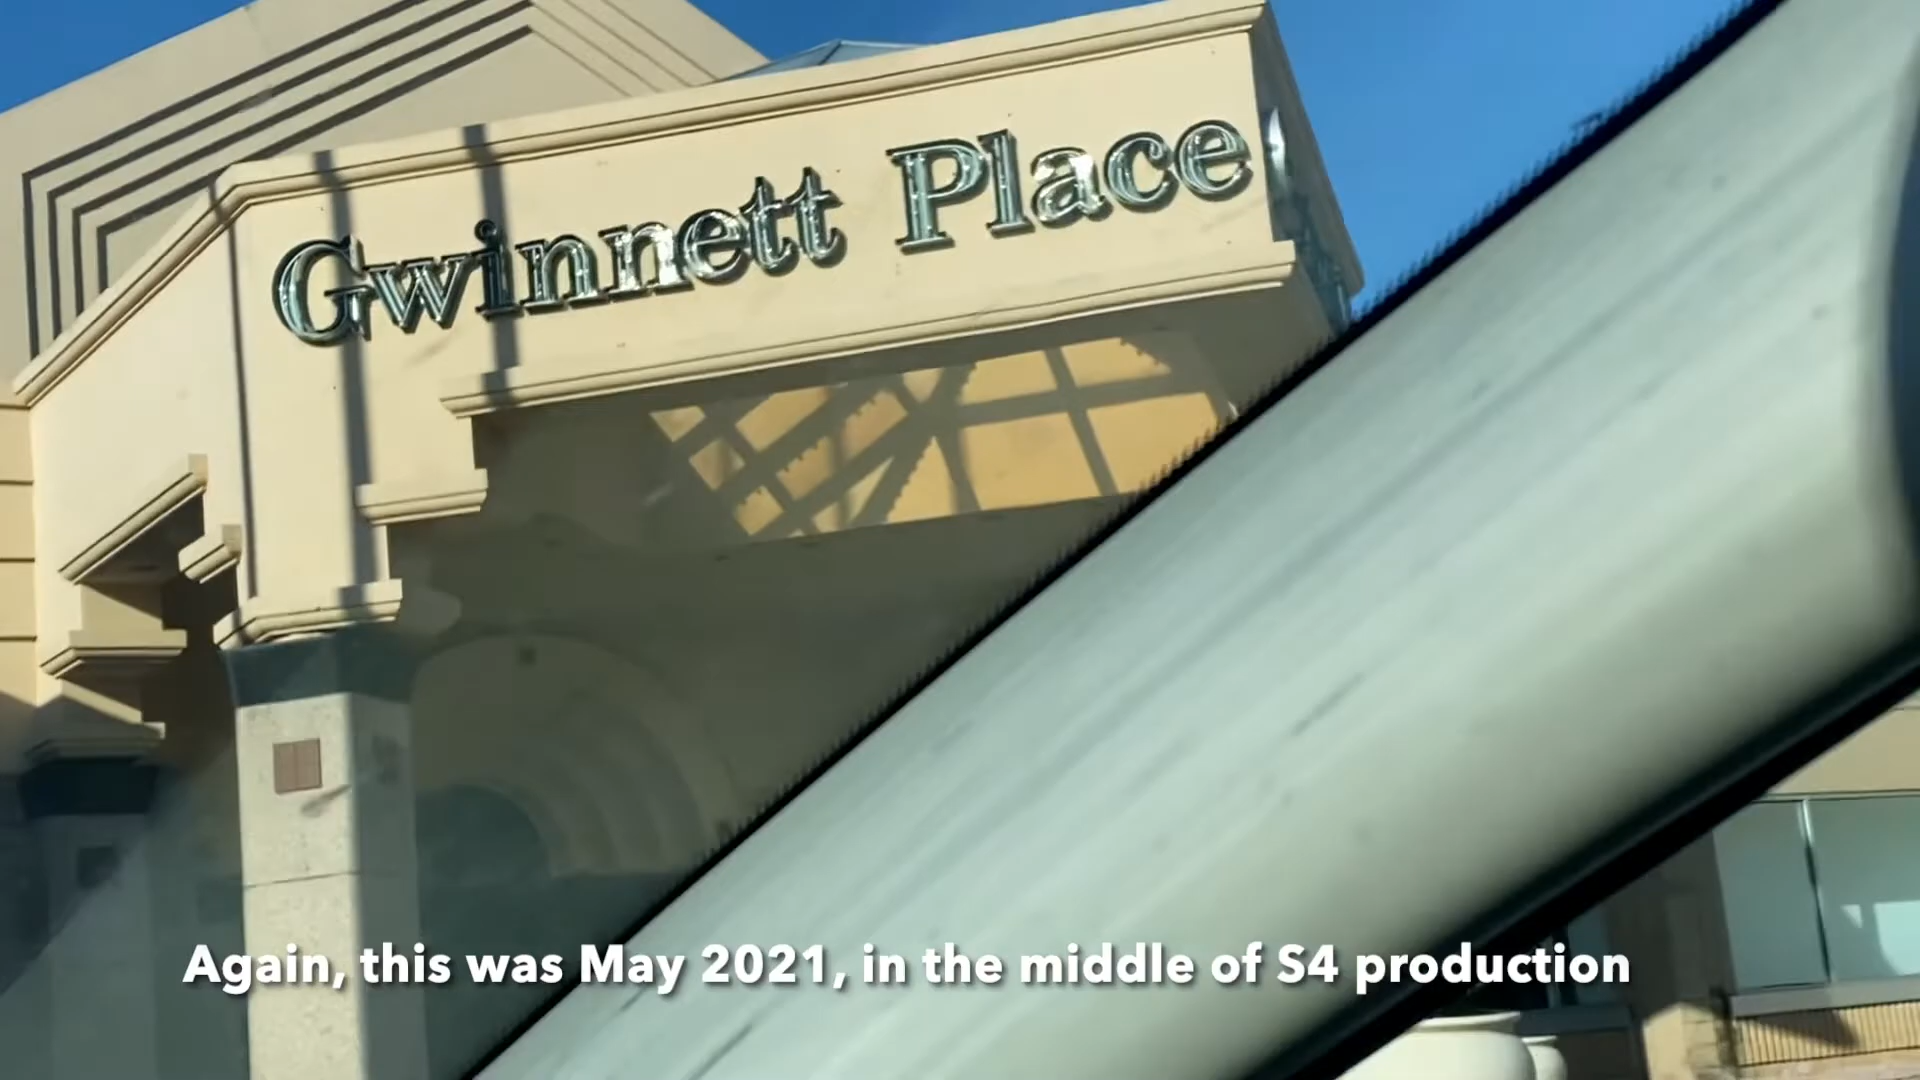 Gwinnett Place
Again, this was May 2021, in the middle of S4 production